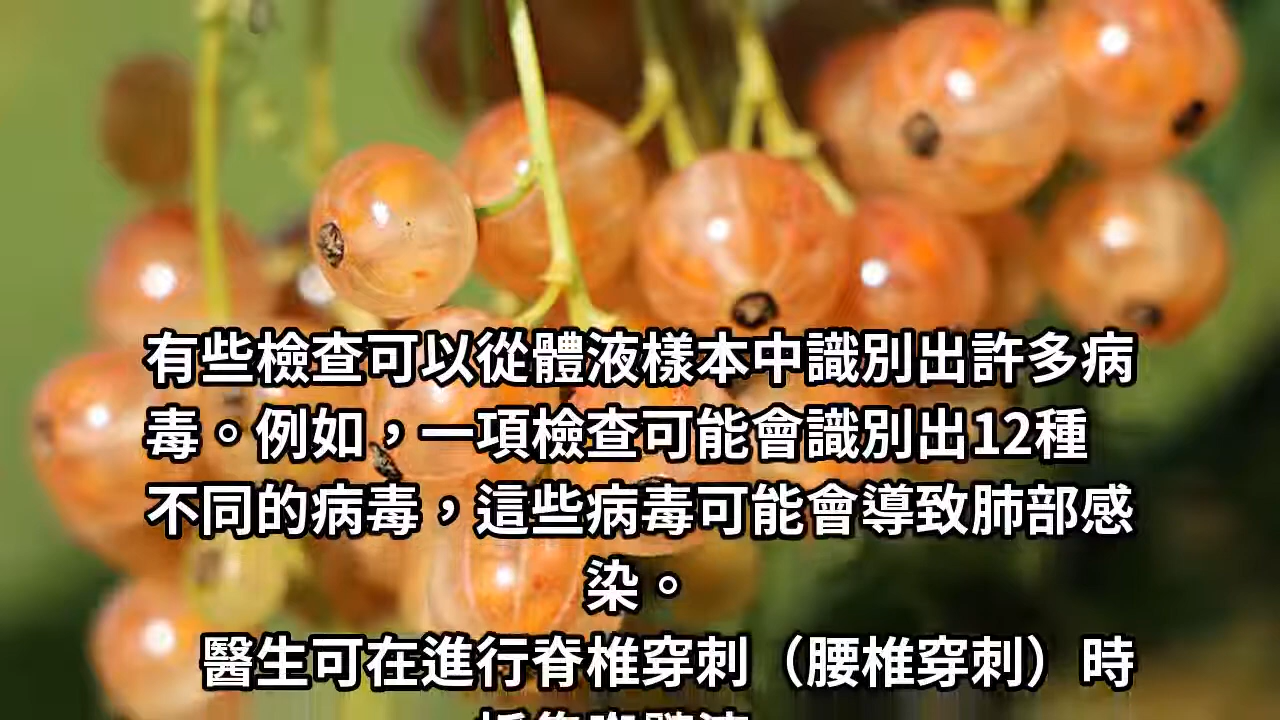 有些檢查可以從體液樣本中識別出許多病
毒。例如，一項檢查可能會識別出12種
不同的病毒，這些病毒可能會導致肺部感
染。
醫生可在進行脊椎穿刺（腰椎穿刺）時